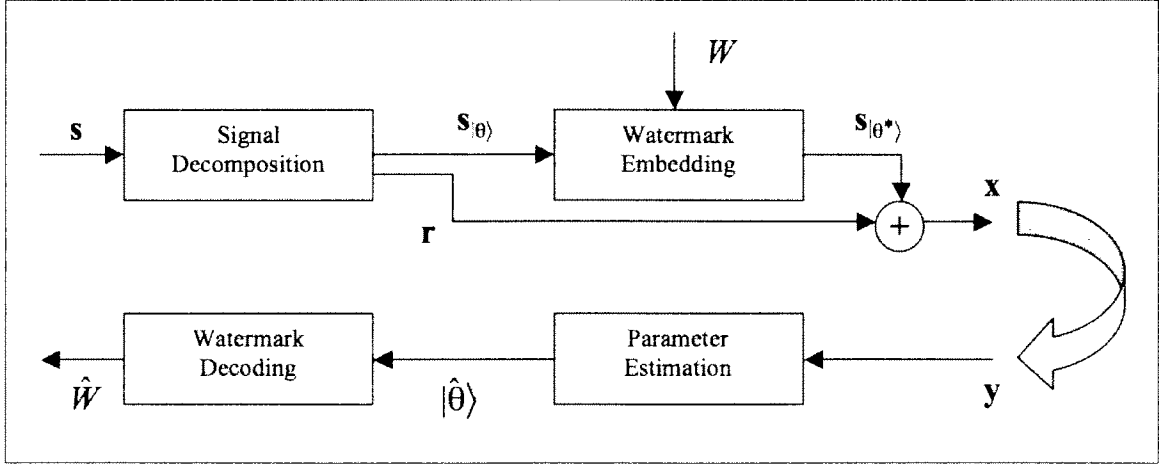 W
s
Signal
Decomposition
s|θ⟩
Watermark
Embedding
s|θ*⟩
r
+
x
Watermark
Decoding
Parameter
Estimation
Ŵ
|θ̂⟩
y